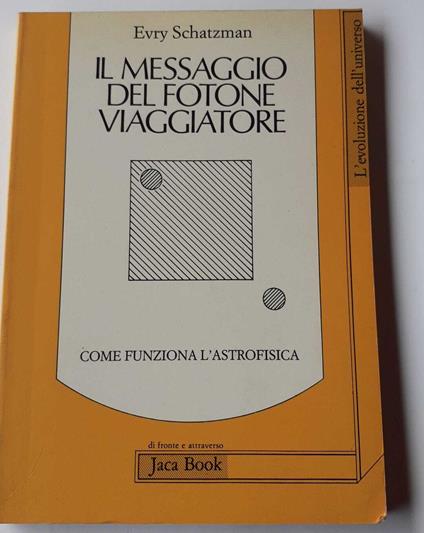 Evry Schatzman
IL MESSAGGIO
DEL FOTONE
VIAGGIATORE
COME FUNZIONA L'ASTROFISICA
di fronte e attraverso
Jaca Book
L'evoluzione dell'universo